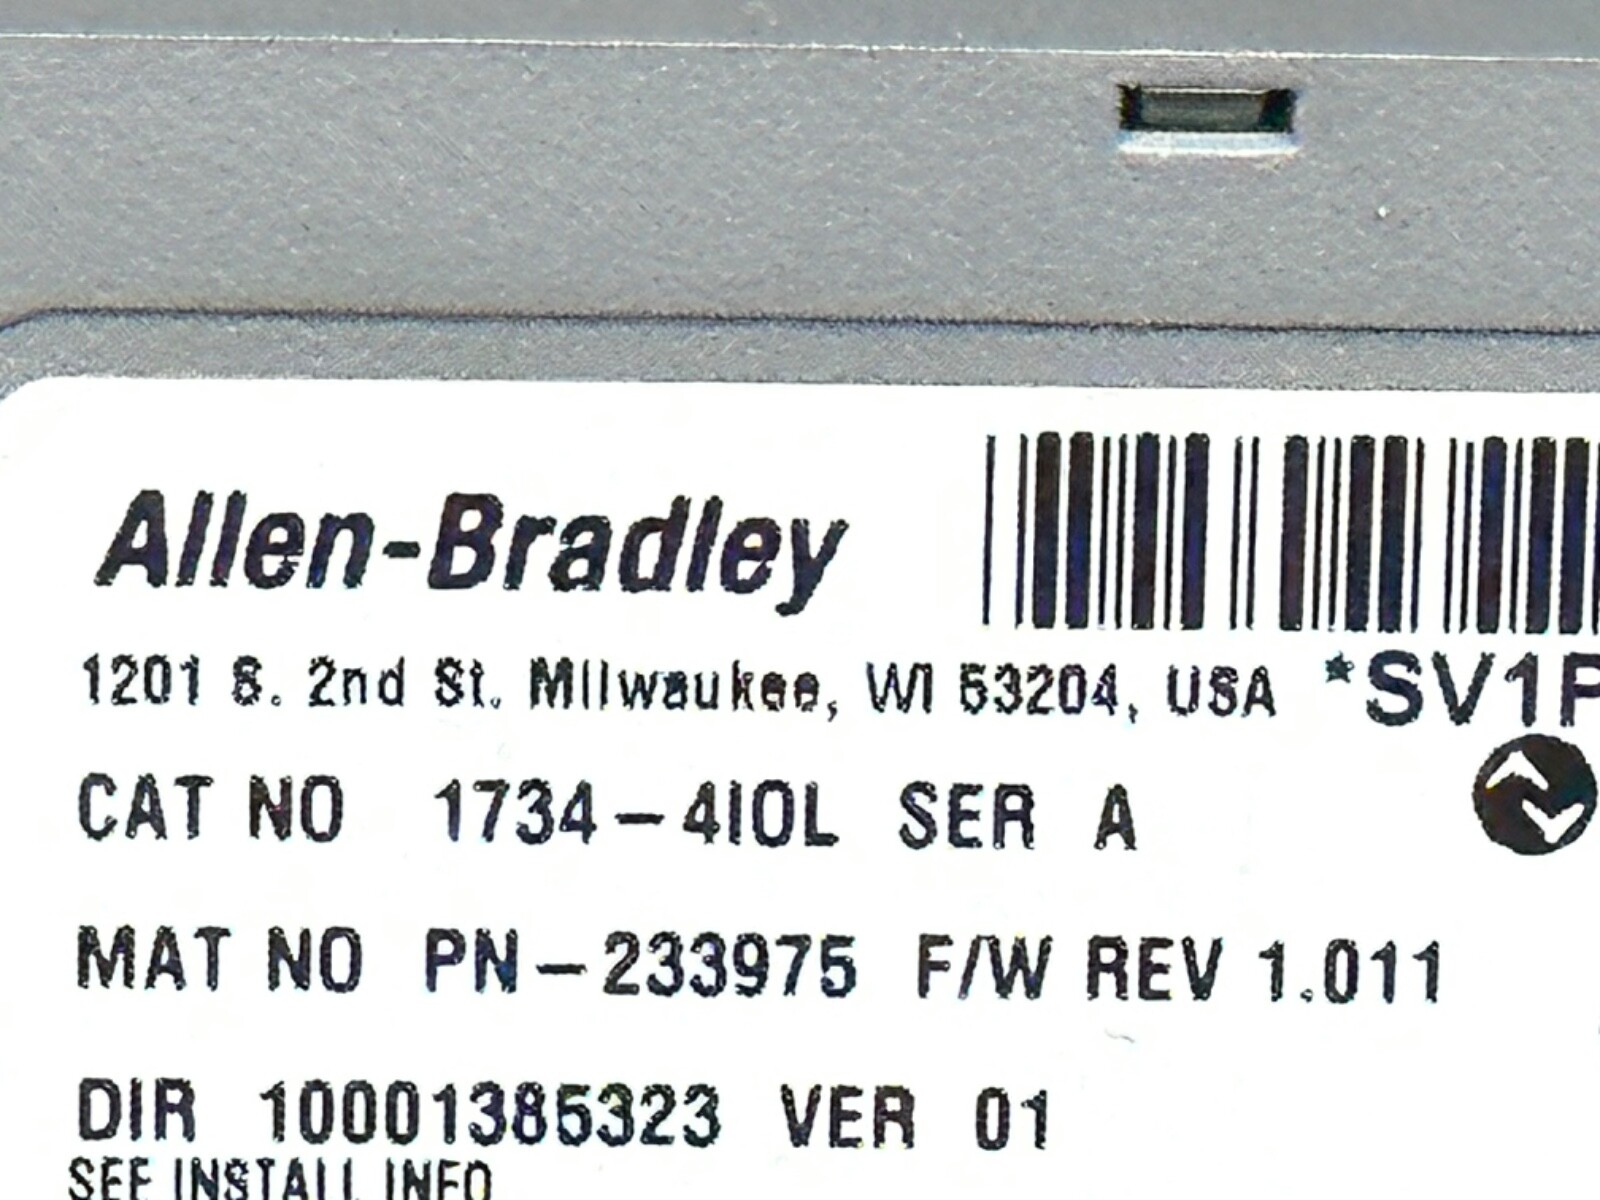 Allen-Bradley
1201 S. 2nd St. Milwaukee, WI 53204, USA *SV1P
CAT NO 1734-4IOL SER A
MAT NO PN-233975 F/W REV 1.011
DIR 10001385323 VER 01
SEE INSTALL INFO